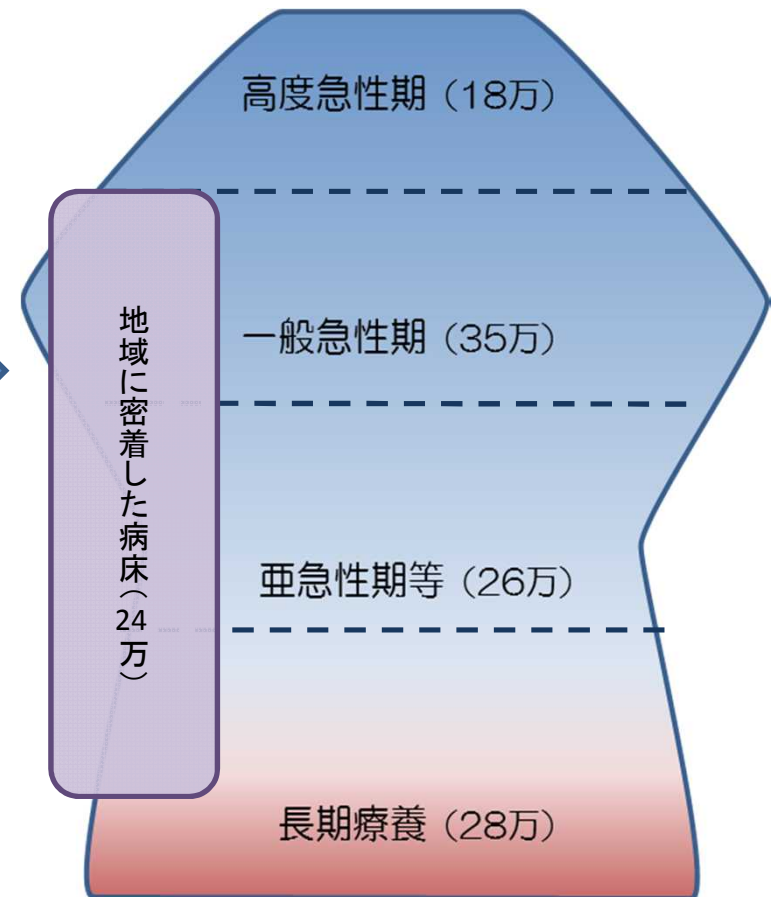 高度急性期（18万）
地域に密着した病床（24万）
一般急性期（35万）
亜急性期等（26万）
長期療養（28万）